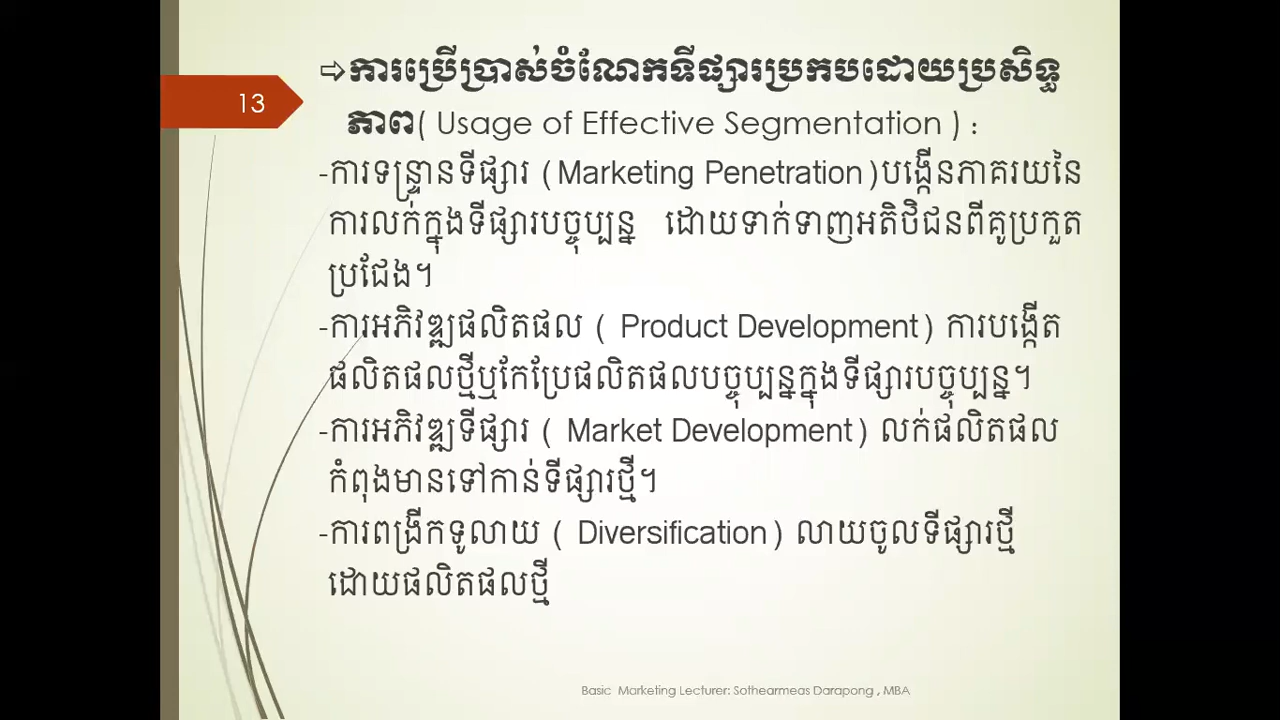 ⇨ការប្រើប្រាស់ចំណែកទីផ្សារប្រកបដោយប្រសិទ្ធ
13
ភាព( Usage of Effective Segmentation ) :
-ការទន្ទ្រានទីផ្សារ (Marketing Penetration)បង្កើនភាគរយនៃ
ការលក់ក្នុងទីផ្សារបច្ចុប្បន្ន ដោយទាក់ទាញអតិថិជនពីគូប្រកួត
ប្រជែង។
-ការអភិវឌ្ឍផលិតផល ( Product Development) ការបង្កើត
ផលិតផលថ្មីឬកែប្រែផលិតផលបច្ចុប្បន្នក្នុងទីផ្សារបច្ចុប្បន្ន។
-ការអភិវឌ្ឍទីផ្សារ ( Market Development) លក់ផលិតផល
កំពុងមានទៅកាន់ទីផ្សារថ្មី។
-ការពង្រីកទូលាយ ( Diversification) លាយចូលទីផ្សារថ្មី
ដោយផលិតផលថ្មី
Basic Marketing Lecturer: Sothearmeas Darapong , MBA